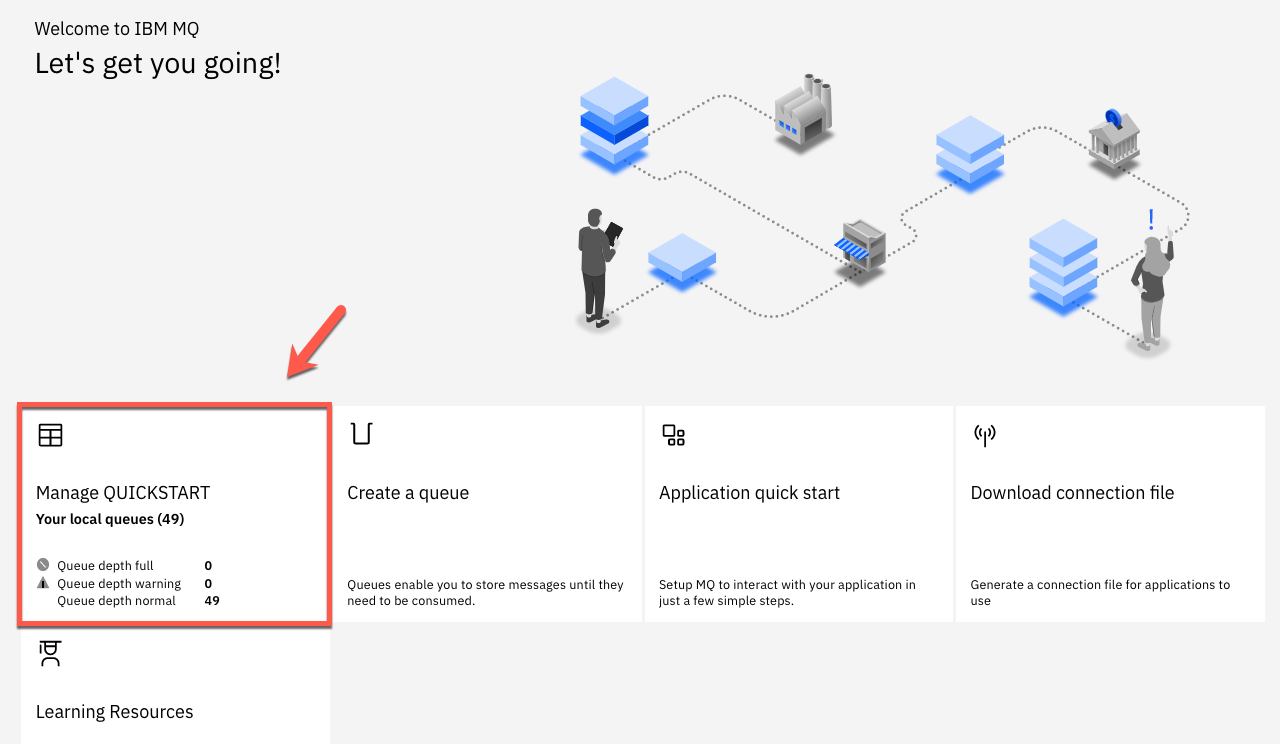 Welcome to IBM MQ
Let's get you going!
!
Manage QUICKSTART
Your local queues (49)
Queue depth full 0
Queue depth warning 0
Queue depth normal 49
Create a queue
Queues enable you to store messages until they
need to be consumed.
Application quick start
Setup MQ to interact with your application in
just a few simple steps.
Download connection file
Generate a connection file for applications to
use
Learning Resources